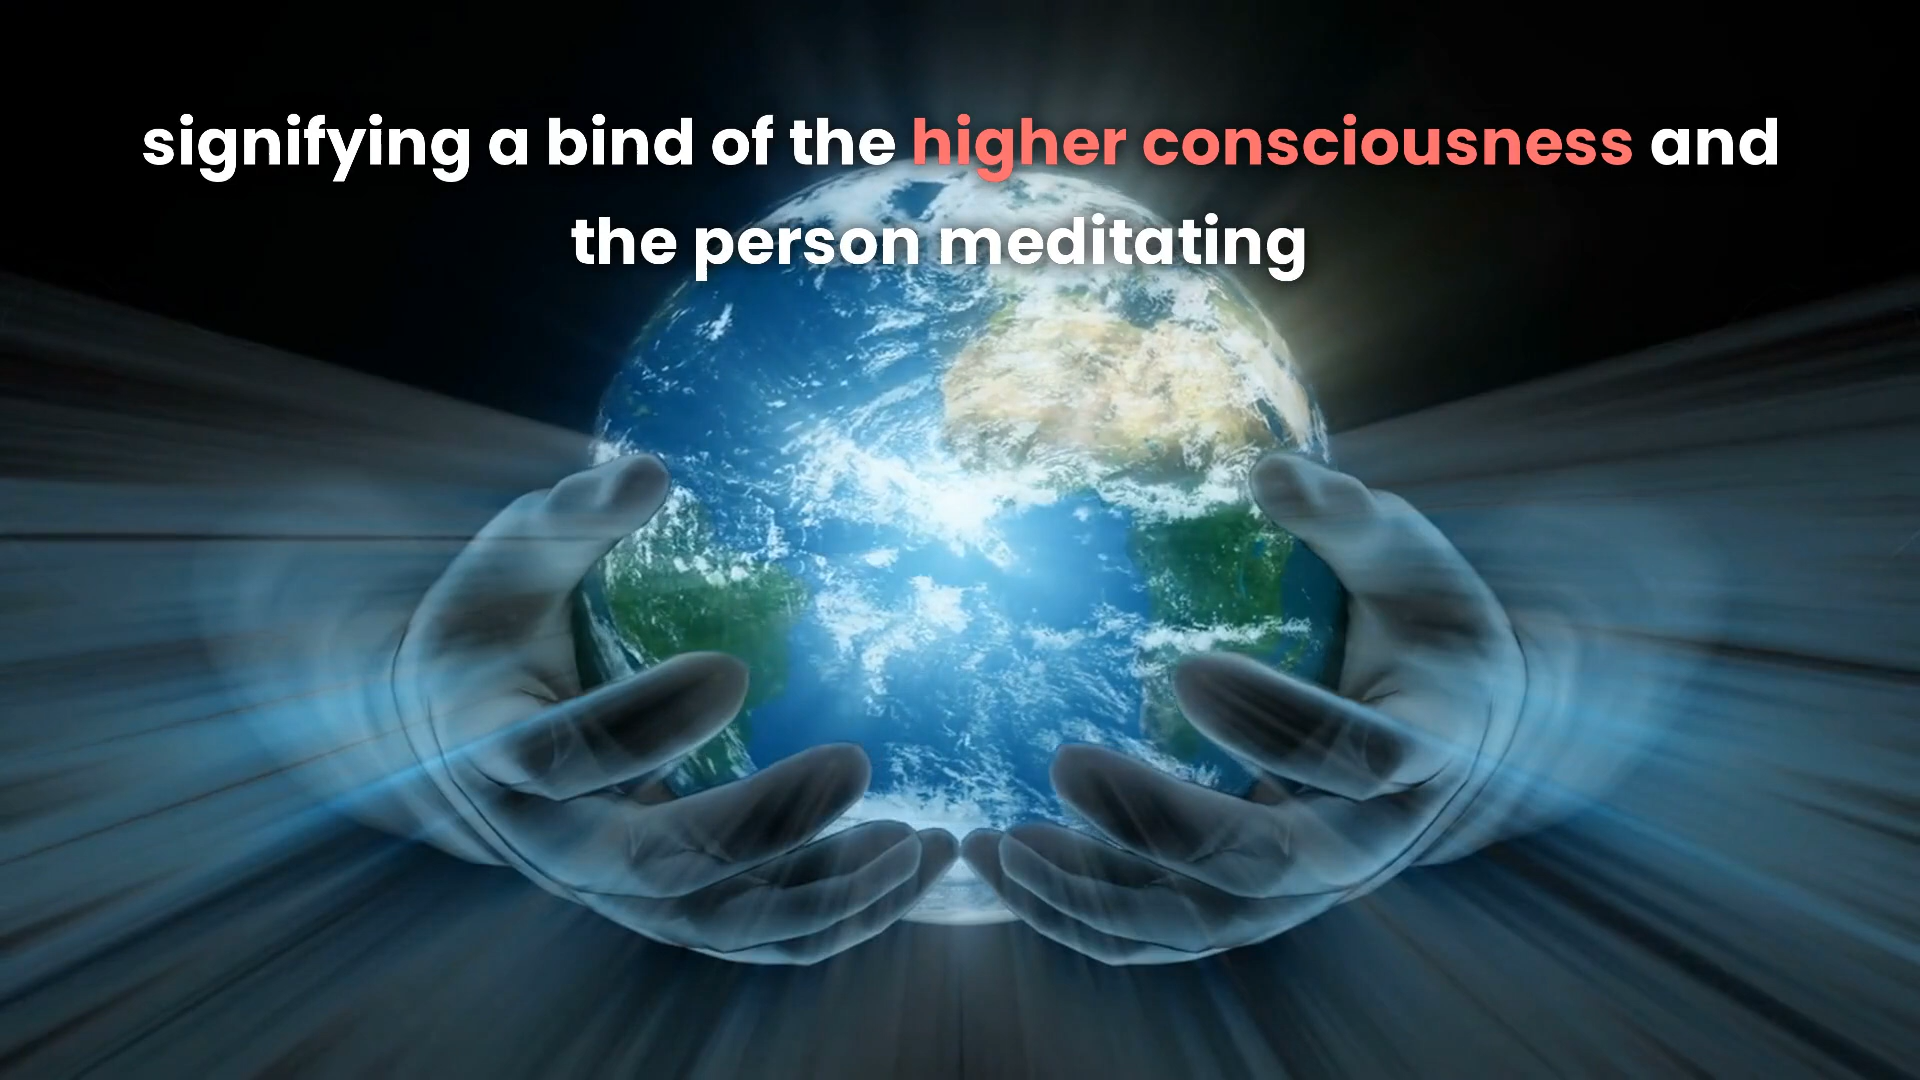 signifying a bind of the higher consciousness and
the person meditating